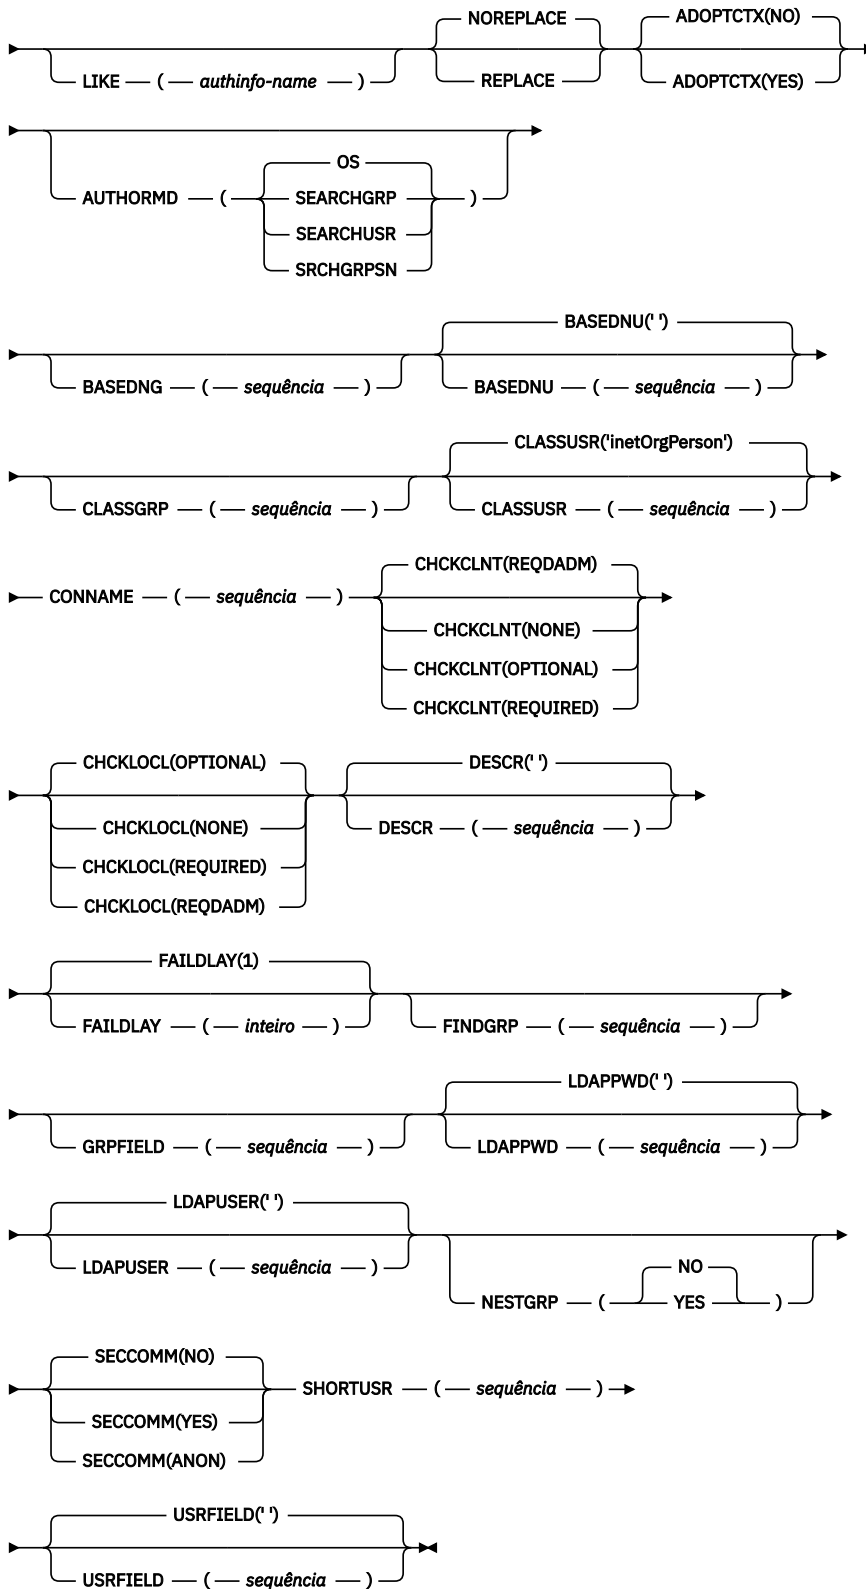 NOREPLACE ADOPTCTX(NO)
LIKE ( authinfo-name ) REPLACE ADOPTCTX(YES)
OS
AUTHORMD ( SEARCHGRP )
SEARCHUSR
SRCHGRPSN
BASEDNU(' ')
BASEDNG ( sequência ) BASEDNU ( sequência )
CLASSUSR('inetOrgPerson')
CLASSGRP ( sequência ) CLASSUSR ( sequência )
CHCKCLNT(REQDADM)
CONNAME ( sequência )
CHCKCLNT(NONE)
CHCKCLNT(OPTIONAL)
CHCKCLNT(REQUIRED)
CHCKLOCL(OPTIONAL) DESCR(' ')
CHCKLOCL(NONE) DESCR ( sequência )
CHCKLOCL(REQUIRED)
CHCKLOCL(REQDADM)
FAILDLAY(1)
FAILDLAY ( inteiro ) FINDGRP ( sequência )
LDAPPWD(' ')
GRPFIELD ( sequência ) LDAPPWD ( sequência )
LDAPUSER(' ')
LDAPUSER ( sequência ) NO
NESTGRP ( YES )
SECCOMM(NO)
SHORTUSR ( sequência )
SECCOMM(YES)
SECCOMM(ANON)
USRFIELD(' ')
USRFIELD ( sequência )